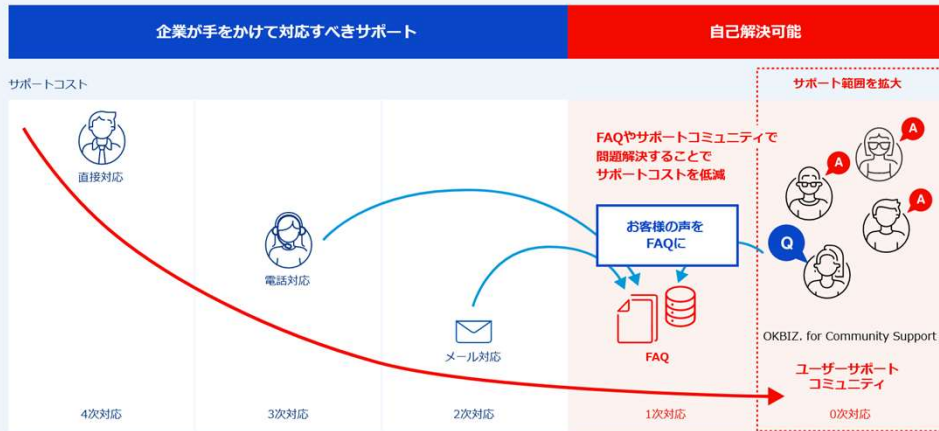 企業が手をかけて対応すべきサポート
自己解決可能
サポートコスト
サポート範囲を拡大
直接対応
FAQやサポートコミュニティで
問題解決することで
サポートコストを低減
A
A
A
お客様の声を
FAQに
Q
電話対応
メール対応
FAQ
OKBIZ. for Community Support
ユーザーサポート
コミュニティ
4次対応
3次対応
2次対応
1次対応
0次対応